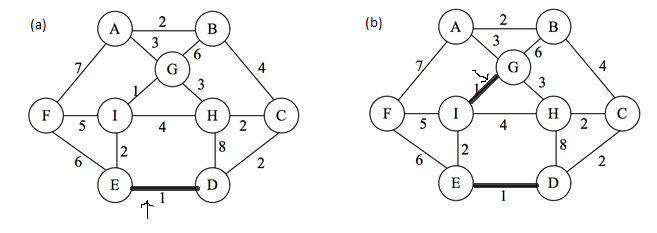 (a)
A 2 B
3 6
G
7 1 3 4
F 5 I 4 H 2 C
6 2 8 2
E 1 D
(b)
A 2 B
3 6
G
7 1 3 4
F 5 I 4 H 2 C
6 2 8 2
E 1 D